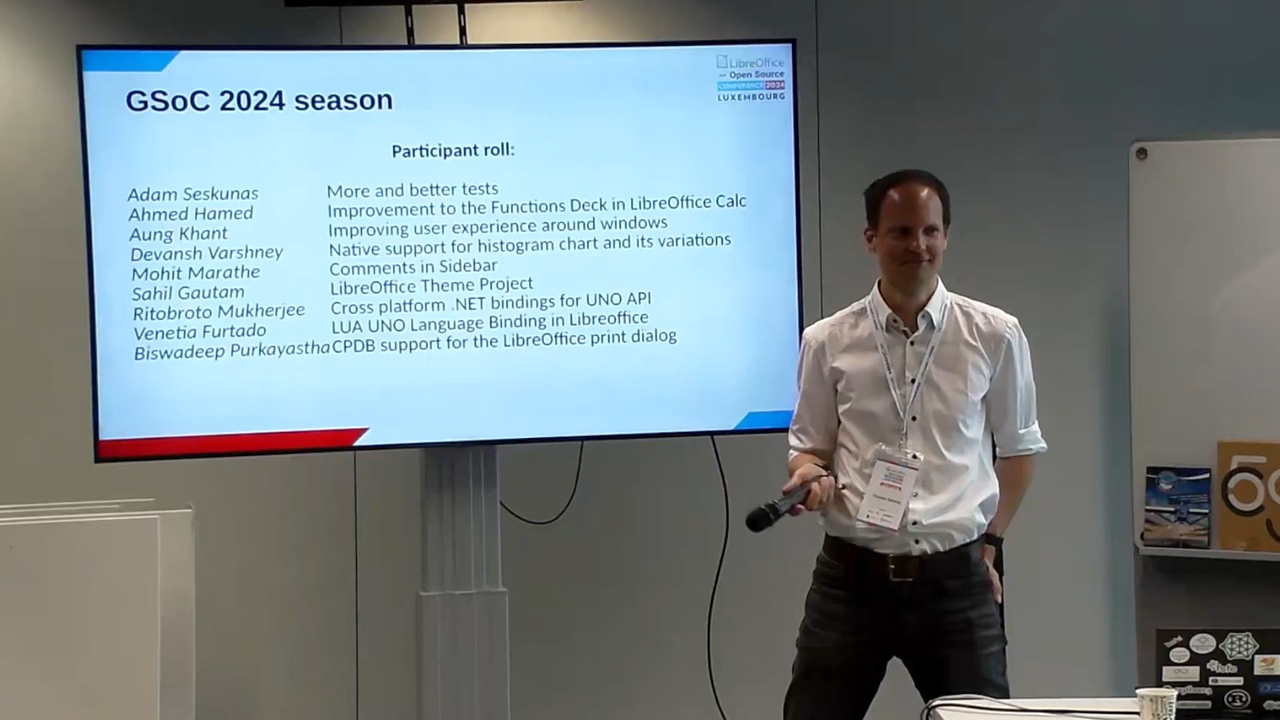 LibreOffice
Open Source
CONFERENCE 2024
LUXEMBOURG
GSoC 2024 season
Participant roll:
Adam Seskunas More and better tests
Ahmed Hamed Improvement to the Functions Deck in LibreOffice Calc
Aung Khant Improving user experience around windows
Devansh Varshney Native support for histogram chart and its variations
Mohit Marathe Comments in Sidebar
Sahil Gautam LibreOffice Theme Project
Ritobroto Mukherjee Cross platform .NET bindings for UNO API
Venetia Furtado LUA UNO Language Binding in Libreoffice
Biswadeep Purkayastha CPDB support for the LibreOffice print dialog